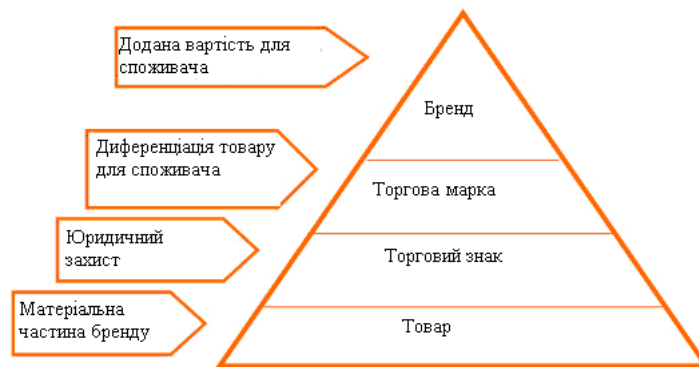 Додана вартість для
споживача
Бренд
Диференціація товару
для споживача
Торгова марка
Юридичний
захист
Торговий знак
Матеріальна
частина бренду
Товар